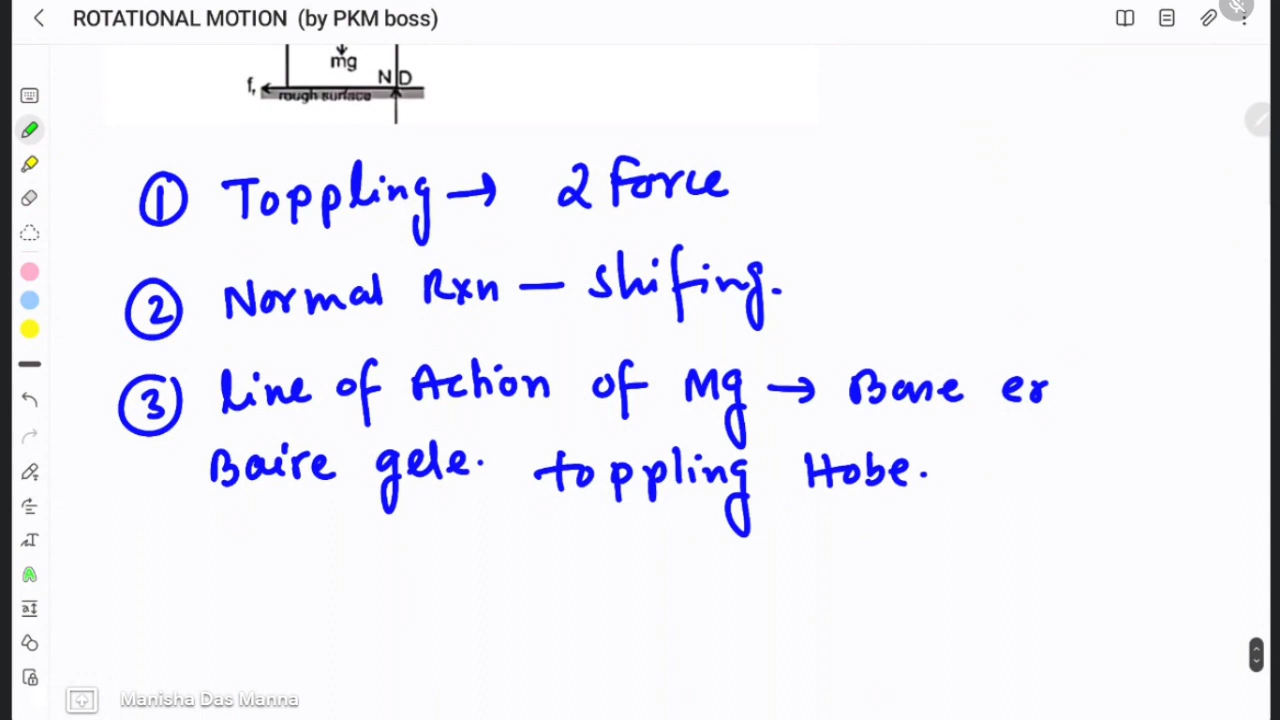 ROTATIONAL MOTION (by PKM boss)
mg
N D
fr
rough surface
① Toppling → 2 force
② Normal Rxn — shifing.
③ Line of Action of Mg → Base er
Baire gele. toppling Hobe.
Manisha Das Manna